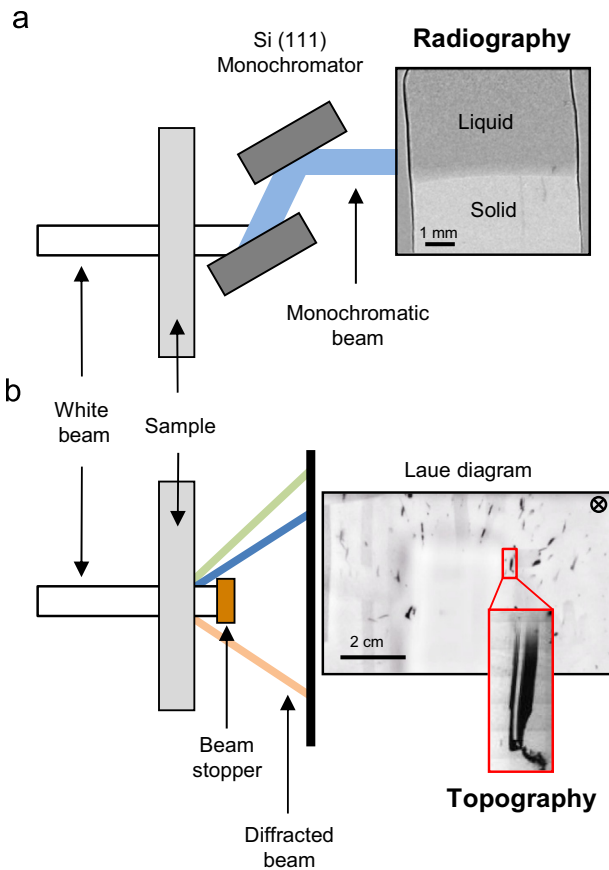 a
Si (111)
Monochromator
Radiography
Liquid
Solid
1 mm
Monochromatic
beam
b
White
beam
Sample
Laue diagram
2 cm
Beam
stopper
Topography
Diffracted
beam